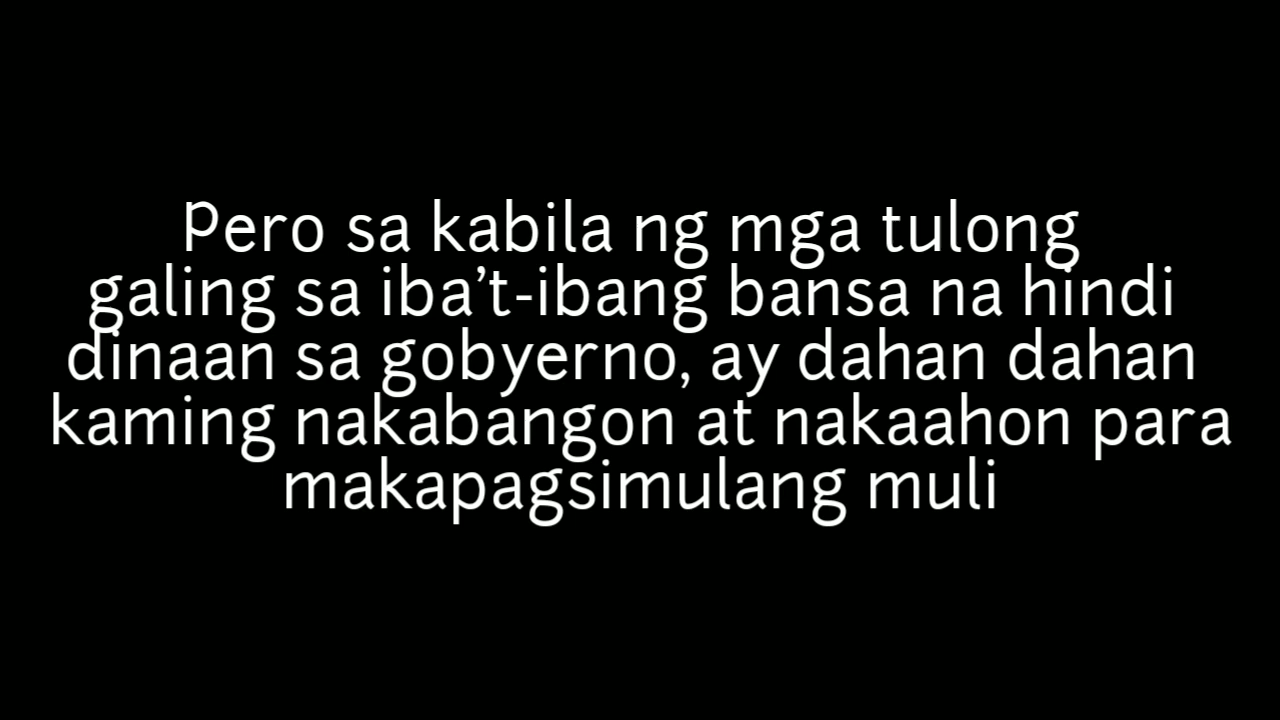 Pero sa kabila ng mga tulong
galing sa iba't-ibang bansa na hindi
dinaan sa gobyerno, ay dahan dahan
kaming nakabangon at nakaahon para
makapagsimulang muli